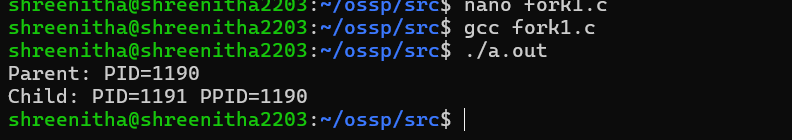 shreenitha@shreenitha2203:~/ossp/src$ nano fork1.c
shreenitha@shreenitha2203:~/ossp/src$ gcc fork1.c
shreenitha@shreenitha2203:~/ossp/src$ ./a.out
Parent: PID=1190
Child: PID=1191 PPID=1190
shreenitha@shreenitha2203:~/ossp/src$